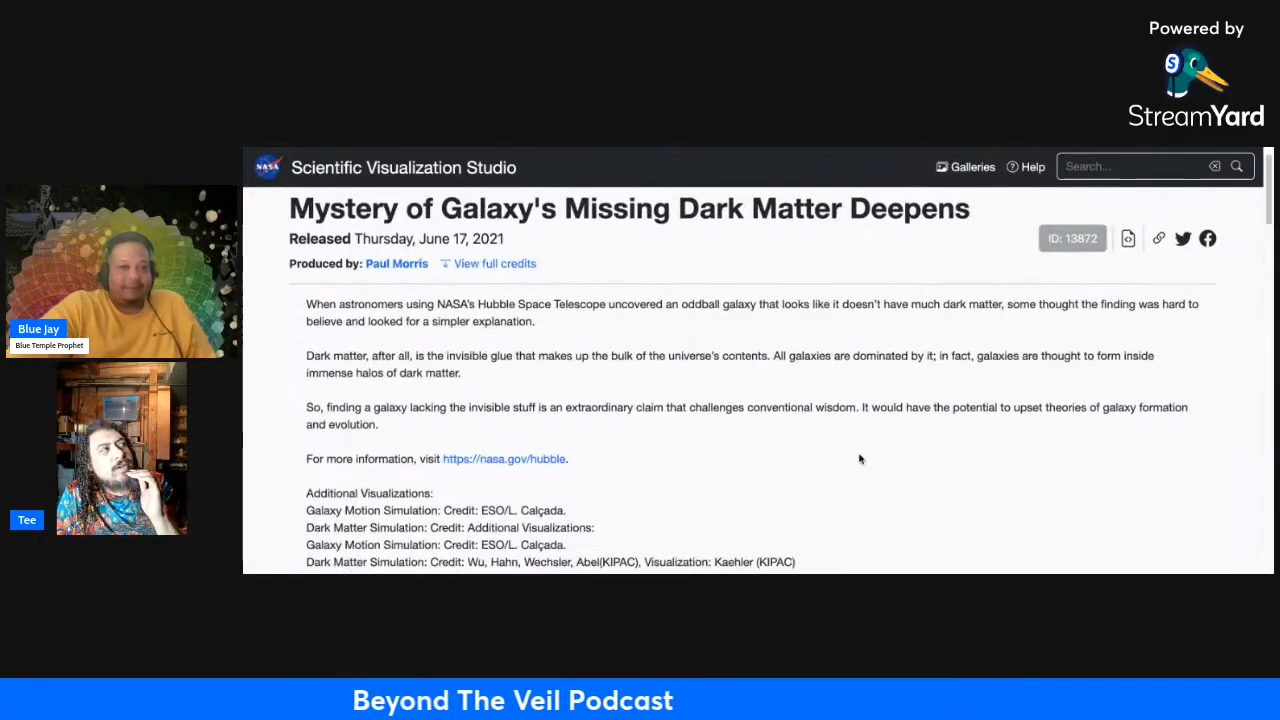 Powered by
S
StreamYard
NASA
Scientific Visualization Studio
Galleries
Help
Search...
Mystery of Galaxy's Missing Dark Matter Deepens
Released Thursday, June 17, 2021
ID: 13872
Produced by: Paul Morris
View full credits
When astronomers using NASA's Hubble Space Telescope uncovered an oddball galaxy that looks like it doesn't have much dark matter, some thought the finding was hard to
believe and looked for a simpler explanation.
Dark matter, after all, is the invisible glue that makes up the bulk of the universe's contents. All galaxies are dominated by it; in fact, galaxies are thought to form inside
immense halos of dark matter.
So, finding a galaxy lacking the invisible stuff is an extraordinary claim that challenges conventional wisdom. It would have the potential to upset theories of galaxy formation
and evolution.
For more information, visit https://nasa.gov/hubble.
Additional Visualizations:
Galaxy Motion Simulation: Credit: ESO/L. Calçada.
Dark Matter Simulation: Credit: Additional Visualizations:
Galaxy Motion Simulation: Credit: ESO/L. Calçada.
Dark Matter Simulation: Credit: Wu, Hahn, Wechsler, Abel(KIPAC), Visualization: Kaehler (KIPAC)
Blue Jay
Blue Temple Prophet
Tee
Beyond The Veil Podcast